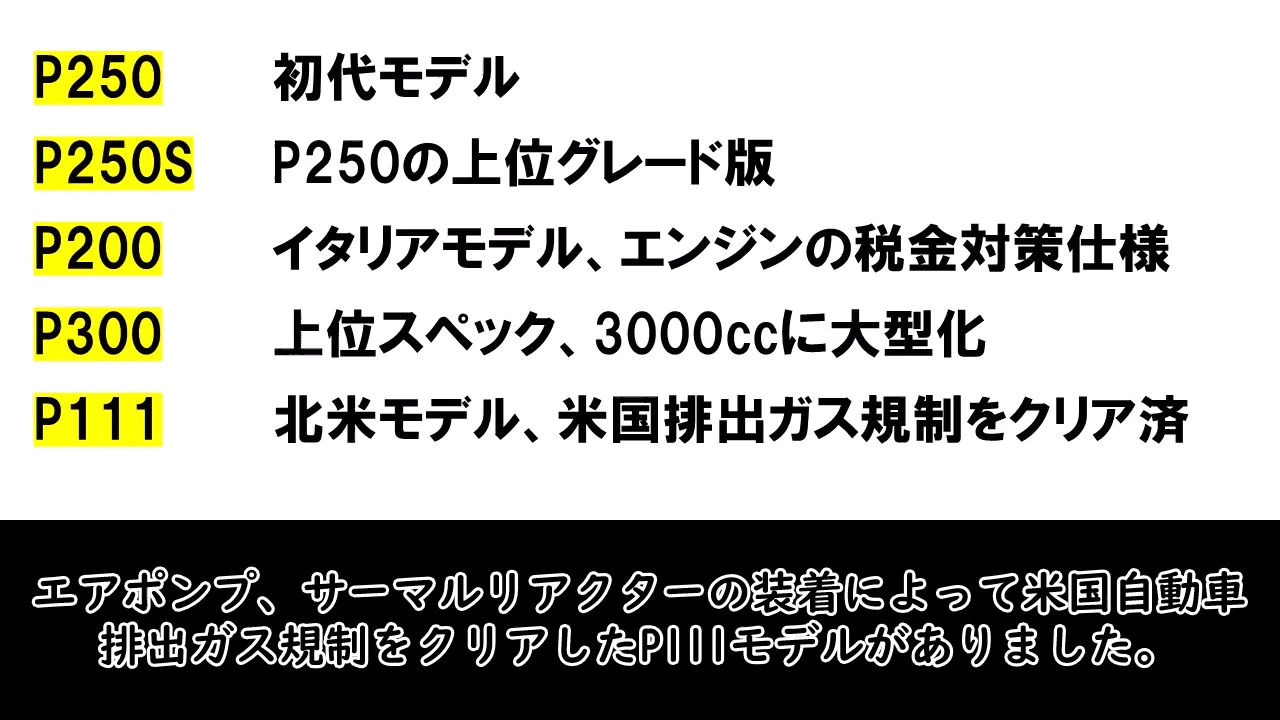 P250 初代モデル
P250S P250の上位グレード版
P200 イタリアモデル、エンジンの税金対策仕様
P300 上位スペック、3000ccに大型化
P111 北米モデル、米国排出ガス規制をクリア済
エアポンプ、サーマルリアクターの装着によって米国自動車
排出ガス規制をクリアしたP111モデルがありました。